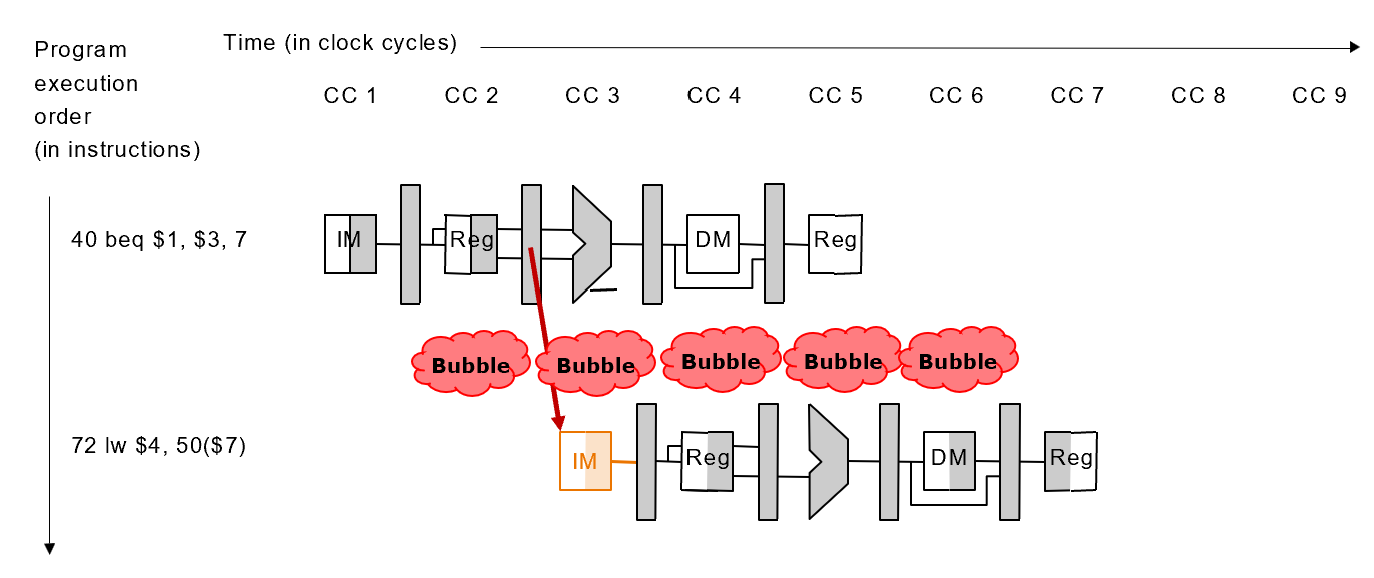 Time (in clock cycles)
Program
execution
order
(in instructions)
CC 1 CC 2 CC 3 CC 4 CC 5 CC 6 CC 7 CC 8 CC 9
40 beq $1, $3, 7
IM Reg DM Reg
Bubble Bubble Bubble Bubble Bubble
72 lw $4, 50($7)
IM Reg DM Reg